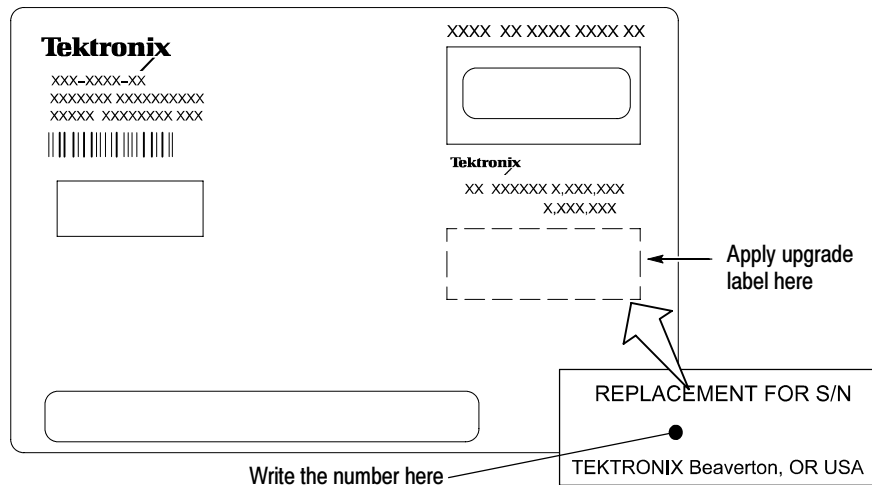 Tektronix
XXX-XXXX-XX
XXXXXXX XXXXXXXXXX
XXXXX XXXXXXXX XXX
XXXX XX XXXX XXXX XX
Tektronix
XX XXXXXX X,XXX,XXX
X,XXX,XXX
Apply upgrade
label here
REPLACEMENT FOR S/N
TEKTRONIX Beaverton, OR USA
Write the number here